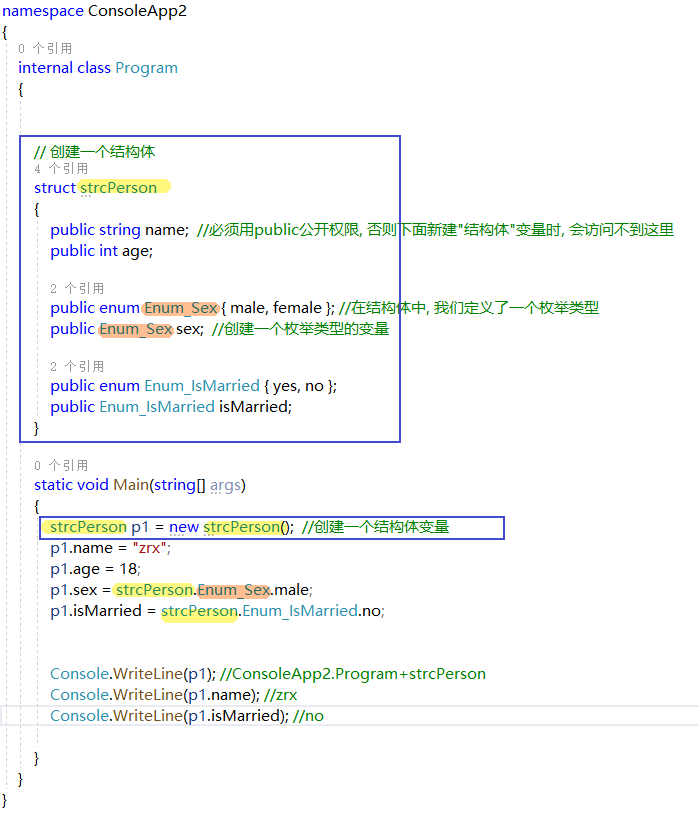 namespace ConsoleApp2
{
0 个引用
internal class Program
{
// 创建一个结构体
4 个引用
struct strcPerson
{
public string name; //必须用public公开权限, 否则下面新建"结构体"变量时, 会访问不到这里
public int age;
2 个引用
public enum Enum_Sex { male, female }; //在结构体中, 我们定义了一个枚举类型
public Enum_Sex sex; //创建一个枚举类型的变量
2 个引用
public enum Enum_IsMarried { yes, no };
public Enum_IsMarried isMarried;
}
0 个引用
static void Main(string[] args)
{
strcPerson p1 = new strcPerson(); //创建一个结构体变量
p1.name = "zrx";
p1.age = 18;
p1.sex = strcPerson.Enum_Sex.male;
p1.isMarried = strcPerson.Enum_IsMarried.no;
Console.WriteLine(p1); //ConsoleApp2.Program+strcPerson
Console.WriteLine(p1.name); //zrx
Console.WriteLine(p1.isMarried); //no
}
}
}